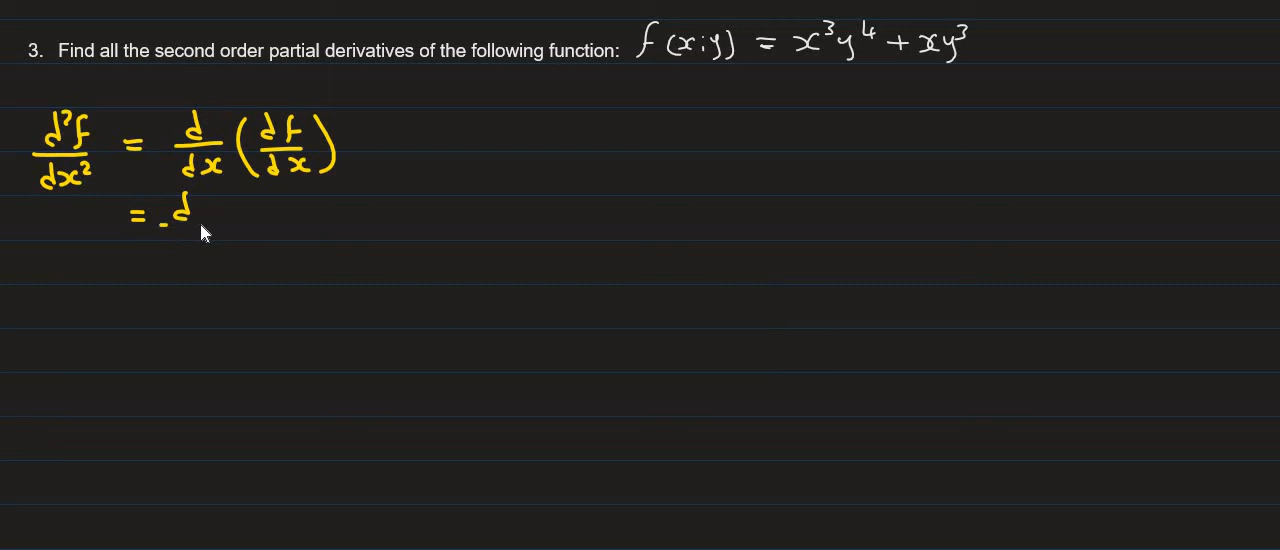 3. Find all the second order partial derivatives of the following function: f(x;y) = x³y⁴ + xy³
d²f/dx² = d/dx (df/dx)
= d